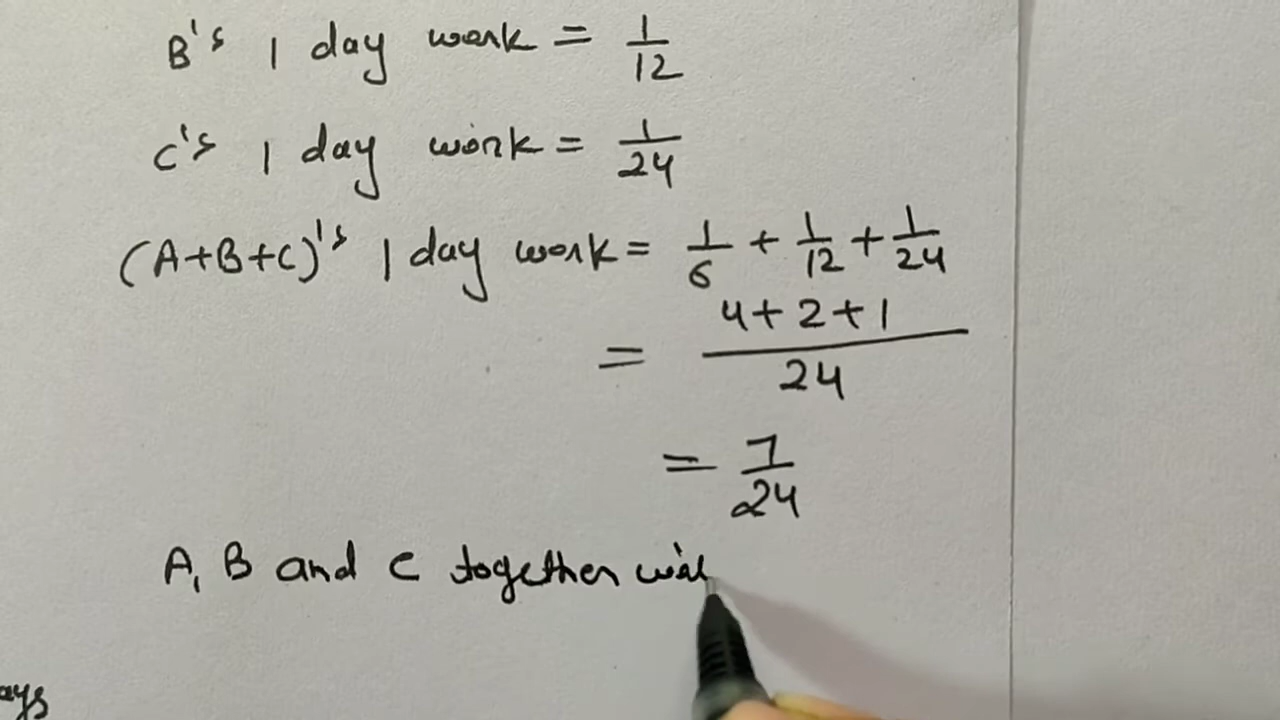 B's 1 day work = 1/12
C's 1 day work = 1/24
(A+B+C)'s 1 day work = 1/6 + 1/12 + 1/24
= 4+2+1/24
= 7/24
A, B and C together